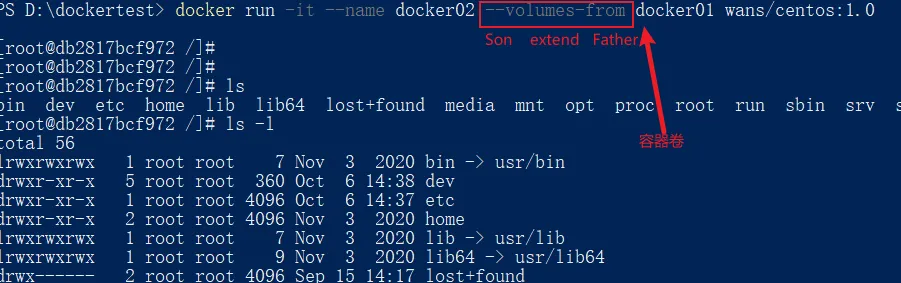 PS D:\dockertest> docker run -it --name docker02 --volumes-from docker01 wans/centos:1.0
Son extend Father
[root@db2817bcf972 /]#
[root@db2817bcf972 /]#
[root@db2817bcf972 /]# ls
bin dev etc home lib lib64 lost+found media mnt opt proc root run sbin srv s
[root@db2817bcf972 /]# ls -l
容器卷
total 56
lrwxrwxrwx 1 root root 7 Nov 3 2020 bin -> usr/bin
drwxr-xr-x 5 root root 360 Oct 6 14:38 dev
drwxr-xr-x 1 root root 4096 Oct 6 14:37 etc
drwxr-xr-x 2 root root 4096 Nov 3 2020 home
lrwxrwxrwx 1 root root 7 Nov 3 2020 lib -> usr/lib
lrwxrwxrwx 1 root root 9 Nov 3 2020 lib64 -> usr/lib64
drwx------ 2 root root 4096 Sep 15 14:17 lost+found